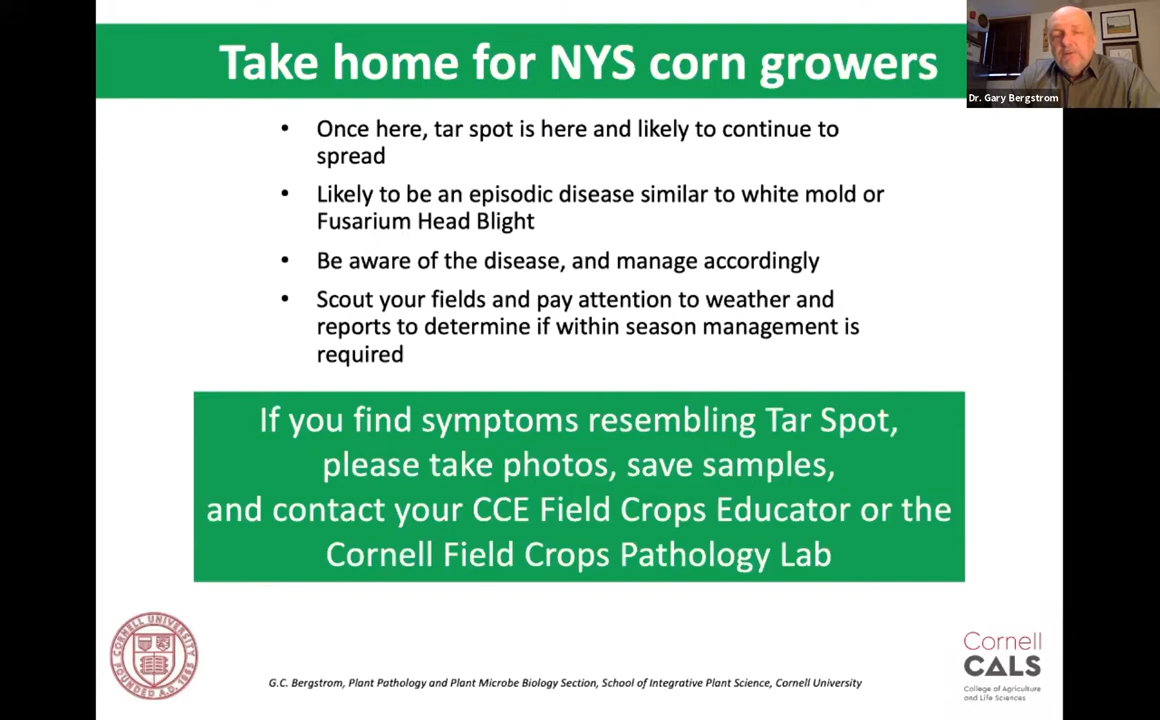 Take home for NYS corn growers
Dr. Gary Bergstrom
• Once here, tar spot is here and likely to continue to
spread
• Likely to be an episodic disease similar to white mold or
Fusarium Head Blight
• Be aware of the disease, and manage accordingly
• Scout your fields and pay attention to weather and
reports to determine if within season management is
required
If you find symptoms resembling Tar Spot,
please take photos, save samples,
and contact your CCE Field Crops Educator or the
Cornell Field Crops Pathology Lab
CORNELL UNIVERSITY
FOUNDED A.D. 1865
G.C. Bergstrom, Plant Pathology and Plant Microbe Biology Section, School of Integrative Plant Science, Cornell University
Cornell
CALS
College of Agriculture
and Life Sciences